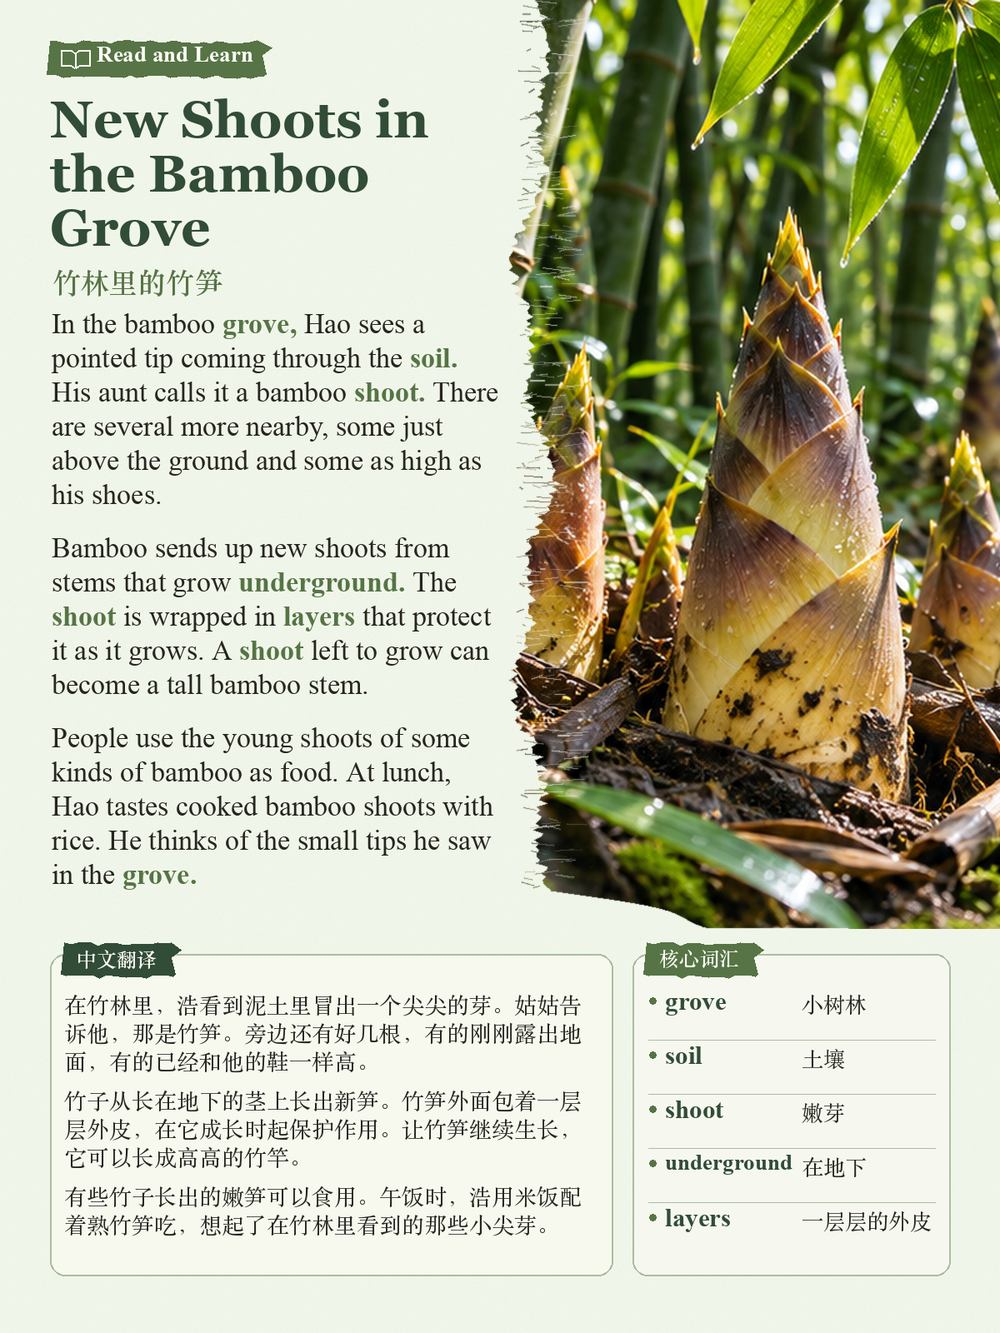 Read and Learn
New Shoots in
the Bamboo
Grove
竹林里的竹笋
In the bamboo grove, Hao sees a
pointed tip coming through the soil.
His aunt calls it a bamboo shoot. There
are several more nearby, some just
above the ground and some as high as
his shoes.
Bamboo sends up new shoots from
stems that grow underground. The
shoot is wrapped in layers that protect
it as it grows. A shoot left to grow can
become a tall bamboo stem.
People use the young shoots of some
kinds of bamboo as food. At lunch,
Hao tastes cooked bamboo shoots with
rice. He thinks of the small tips he saw
in the grove.
中文翻译
在竹林里，浩看到泥土里冒出一个尖尖的芽。姑姑告
诉他，那是竹笋。旁边还有好几根，有的刚刚露出地
面，有的已经和他的鞋一样高。
竹子从长在地下的茎上长出新笋。竹笋外面包着一层
层外皮，在它成长时起保护作用。让竹笋继续生长，
它可以长成高高的竹竿。
有些竹子长出的嫩笋可以食用。午饭时，浩用米饭配
着熟竹笋吃，想起了在竹林里看到的那些小尖芽。
核心词汇
grove 小树林
soil 土壤
shoot 嫩芽
underground 在地下
layers 一层层的外皮